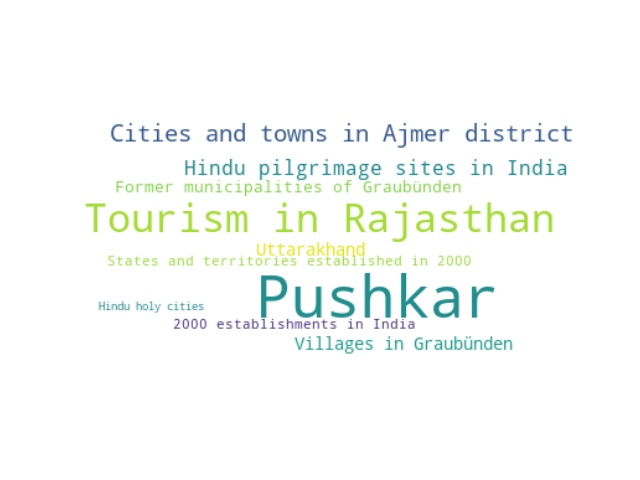 Cities and towns in Ajmer district
Hindu pilgrimage sites in India
Former municipalities of Graubünden
Tourism in Rajasthan
Uttarakhand
States and territories established in 2000
Pushkar
Hindu holy cities
2000 establishments in India
Villages in Graubünden